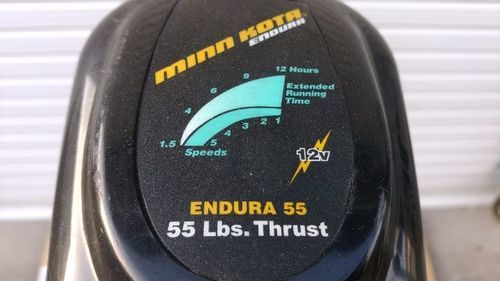 MINN KOTA
ENDURA
12 Hours
9
6
4
1.5
Extended
Running
Time
5 4 3 2 1
Speeds
12v
ENDURA 55
55 Lbs. Thrust